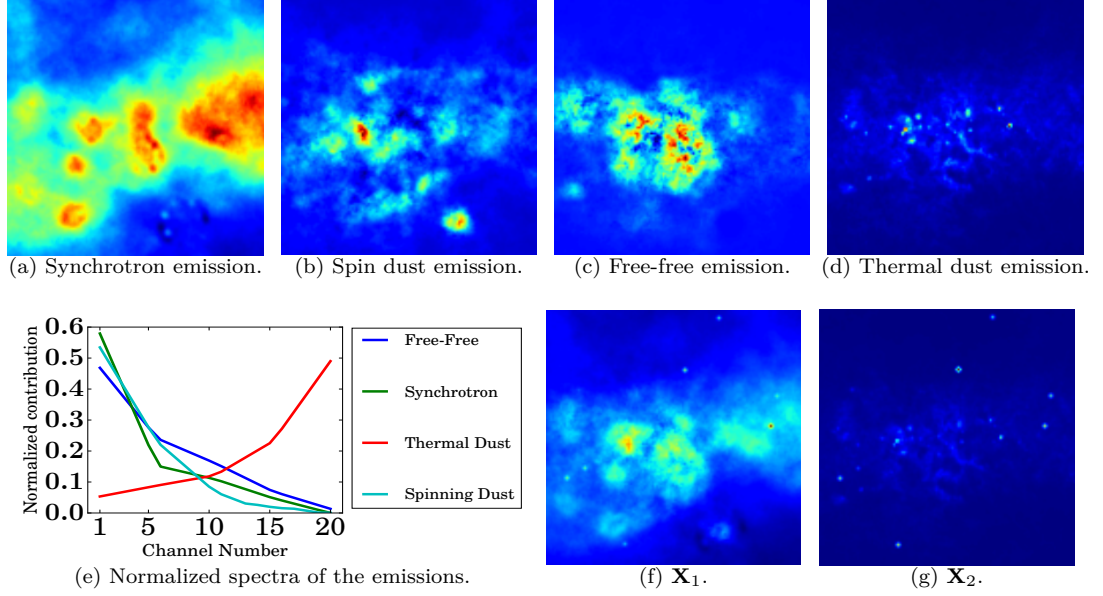 (a) Synchrotron emission.
(b) Spin dust emission.
(c) Free-free emission.
(d) Thermal dust emission.
Normalized contribution
0.6
0.5
0.4
0.3
0.2
0.1
0.0
1 5 10 15 20
Channel Number
Free-Free
Synchrotron
Thermal Dust
Spinning Dust
(e) Normalized spectra of the emissions.
(f) X₁.
(g) X₂.